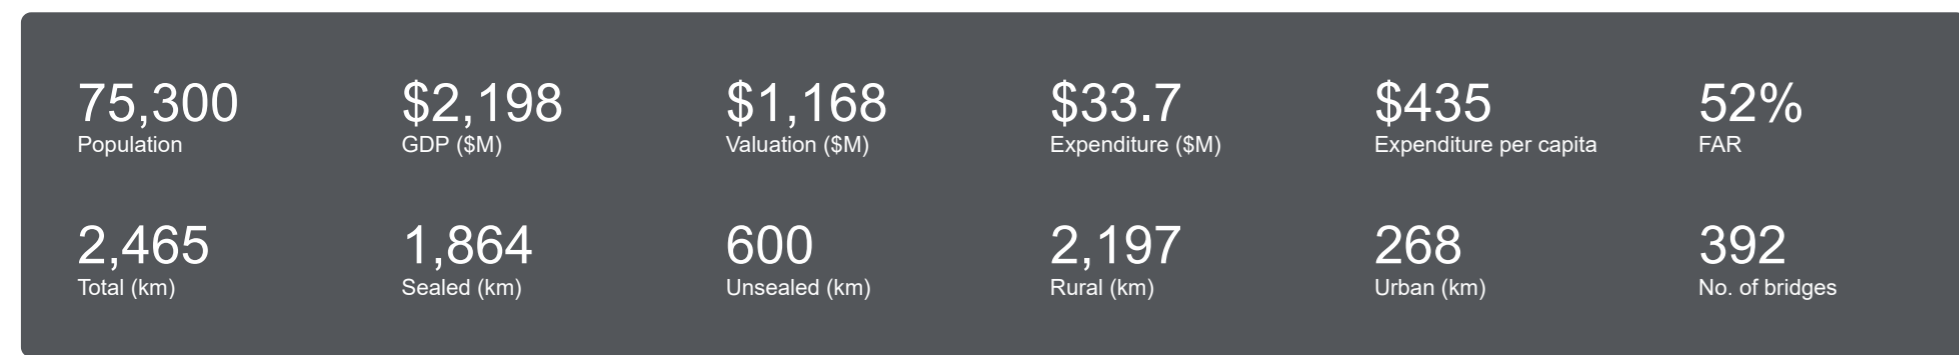 75,300 $2,198 $1,168 $33.7 $435 52%
Population GDP ($M) Valuation ($M) Expenditure ($M) Expenditure per capita FAR
2,465 1,864 600 2,197 268 392
Total (km) Sealed (km) Unsealed (km) Rural (km) Urban (km) No. of bridges